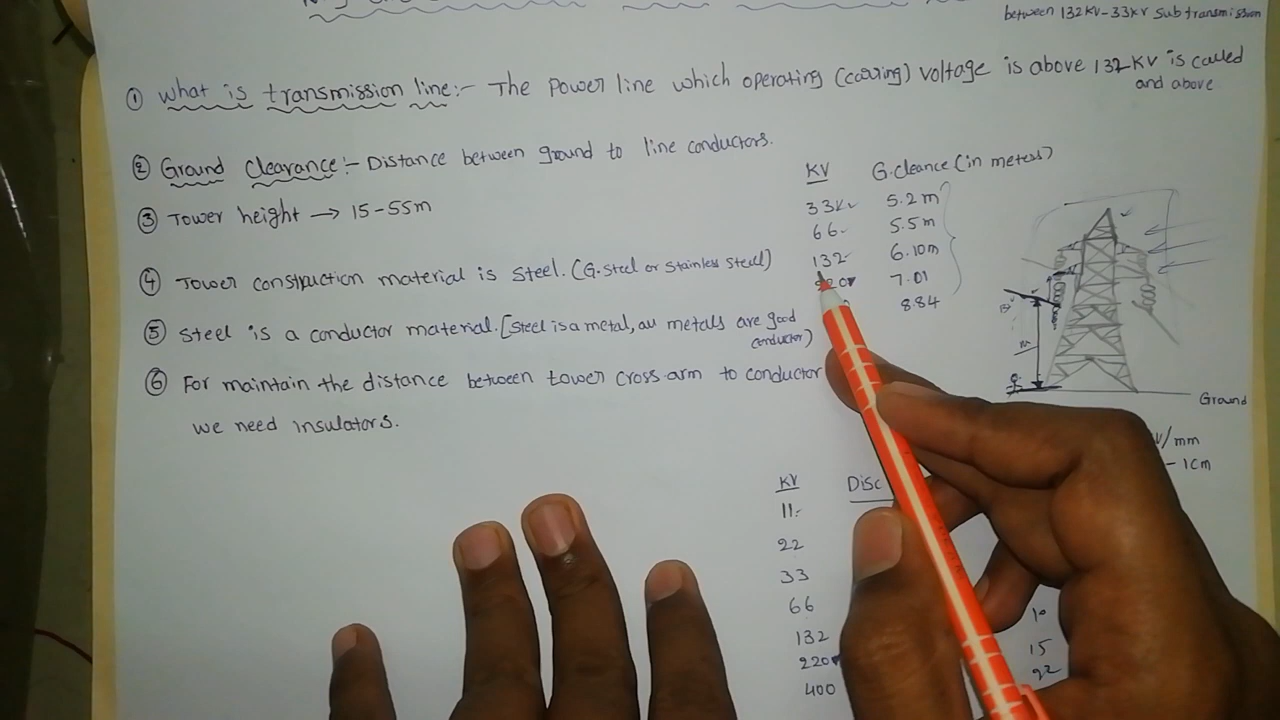 between 132KV-33KV subtransmission
① what is transmission line:- The power line which operating (carring) voltage is above 132KV is called
and above
② Ground Clearance:- Distance between ground to line conductors.
③ Tower height → 15-55m
④ Tower construction material is steel. (G.steel or stainless steel)
⑤ Steel is a conductor material. [Steel is a metal, all metals are good
conductor)
⑥ For maintain the distance between tower cross arm to conductor
we need insulators.
KV G.cleance (in meters)
33KV 5.2m
66- 5.5m
132- 6.10m
220 7.01
8.84
Ground
/mm
- 1cm
KV Disc
11-
22
33
66 10
132 15
220
400